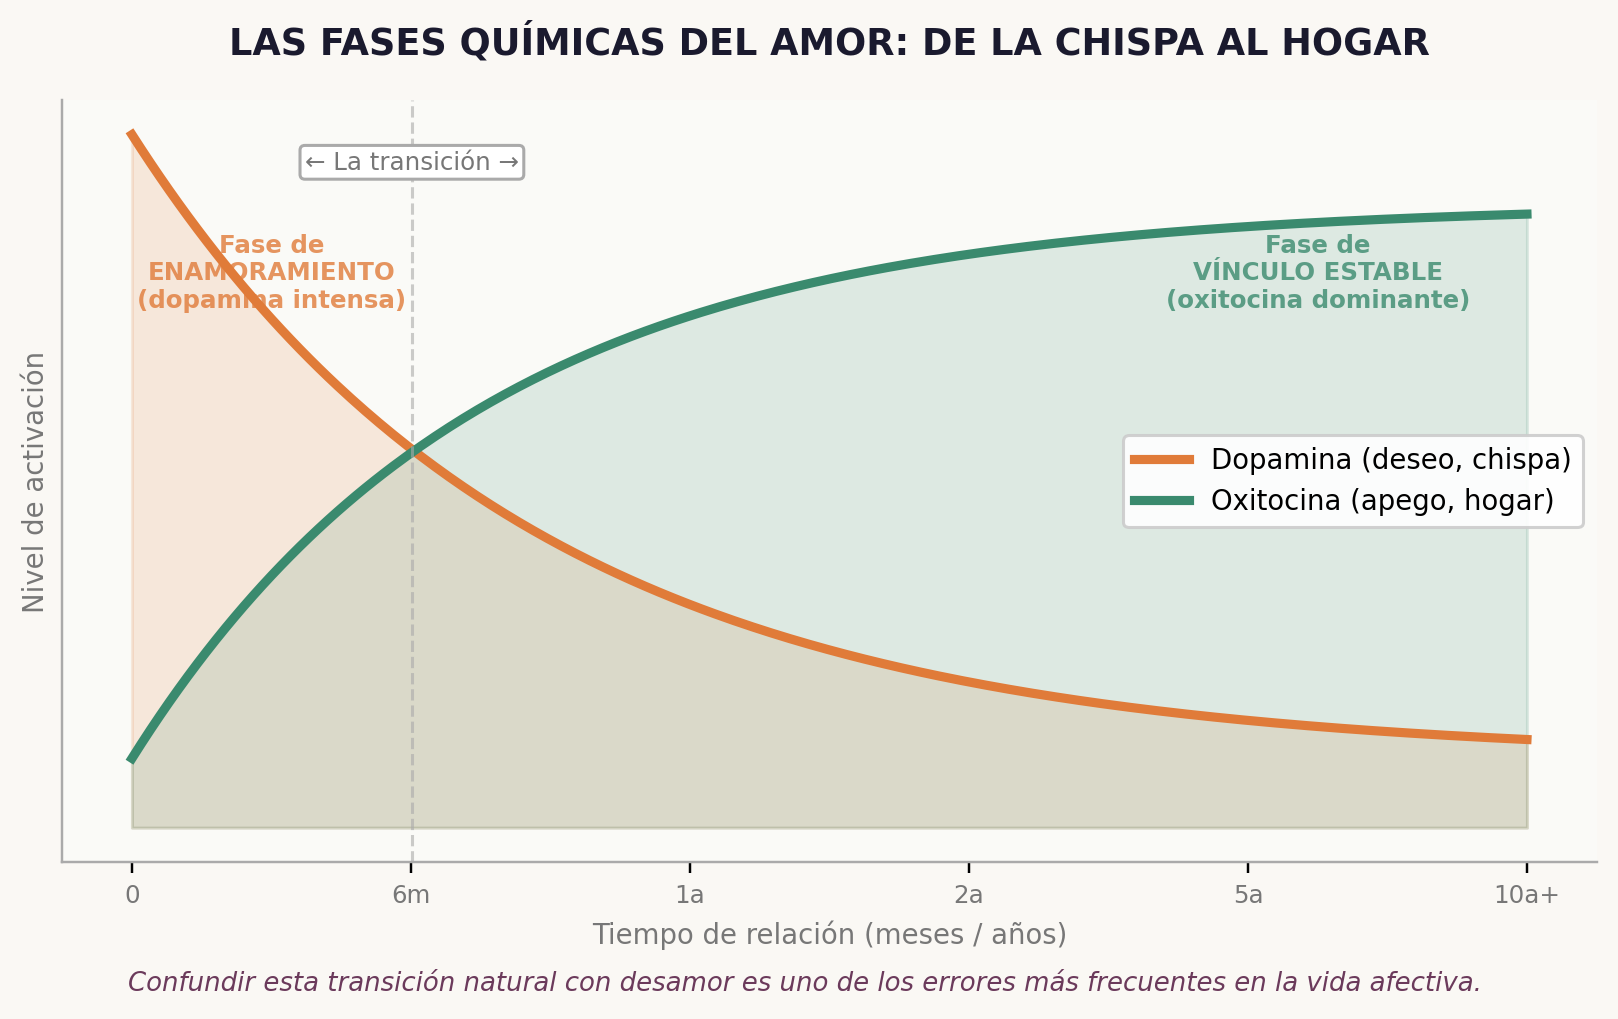 LAS FASES QUÍMICAS DEL AMOR: DE LA CHISPA AL HOGAR
← La transición →
Fase de
ENAMORAMIENTO
(dopamina intensa)
Fase de
VÍNCULO ESTABLE
(oxitocina dominante)
Nivel de activación
Dopamina (deseo, chispa)
Oxitocina (apego, hogar)
0
6m
1a
2a
5a
10a+
Tiempo de relación (meses / años)
Confundir esta transición natural con desamor es uno de los errores más frecuentes en la vida afectiva.